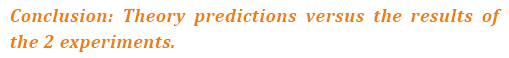 Conclusion: Theory predictions versus the results of
the 2 experiments.